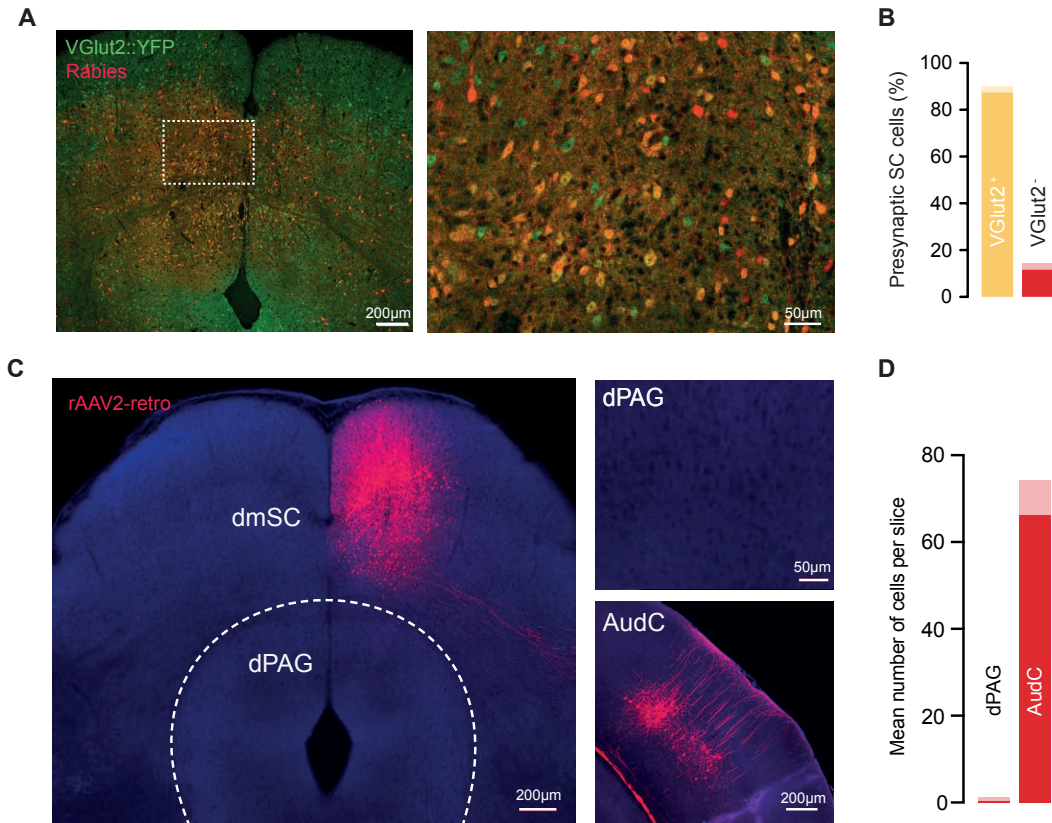 A
VGlut2::YFP
Rabies
200µm
50µm
B
Presynaptic SC cells (%)
100
80
60
40
20
0
VGlut2⁺
VGlut2⁻
C
rAAV2-retro
dmSC
dPAG
200µm
dPAG
50µm
AudC
200µm
D
Mean number of cells per slice
80
60
40
20
0
dPAG
AudC